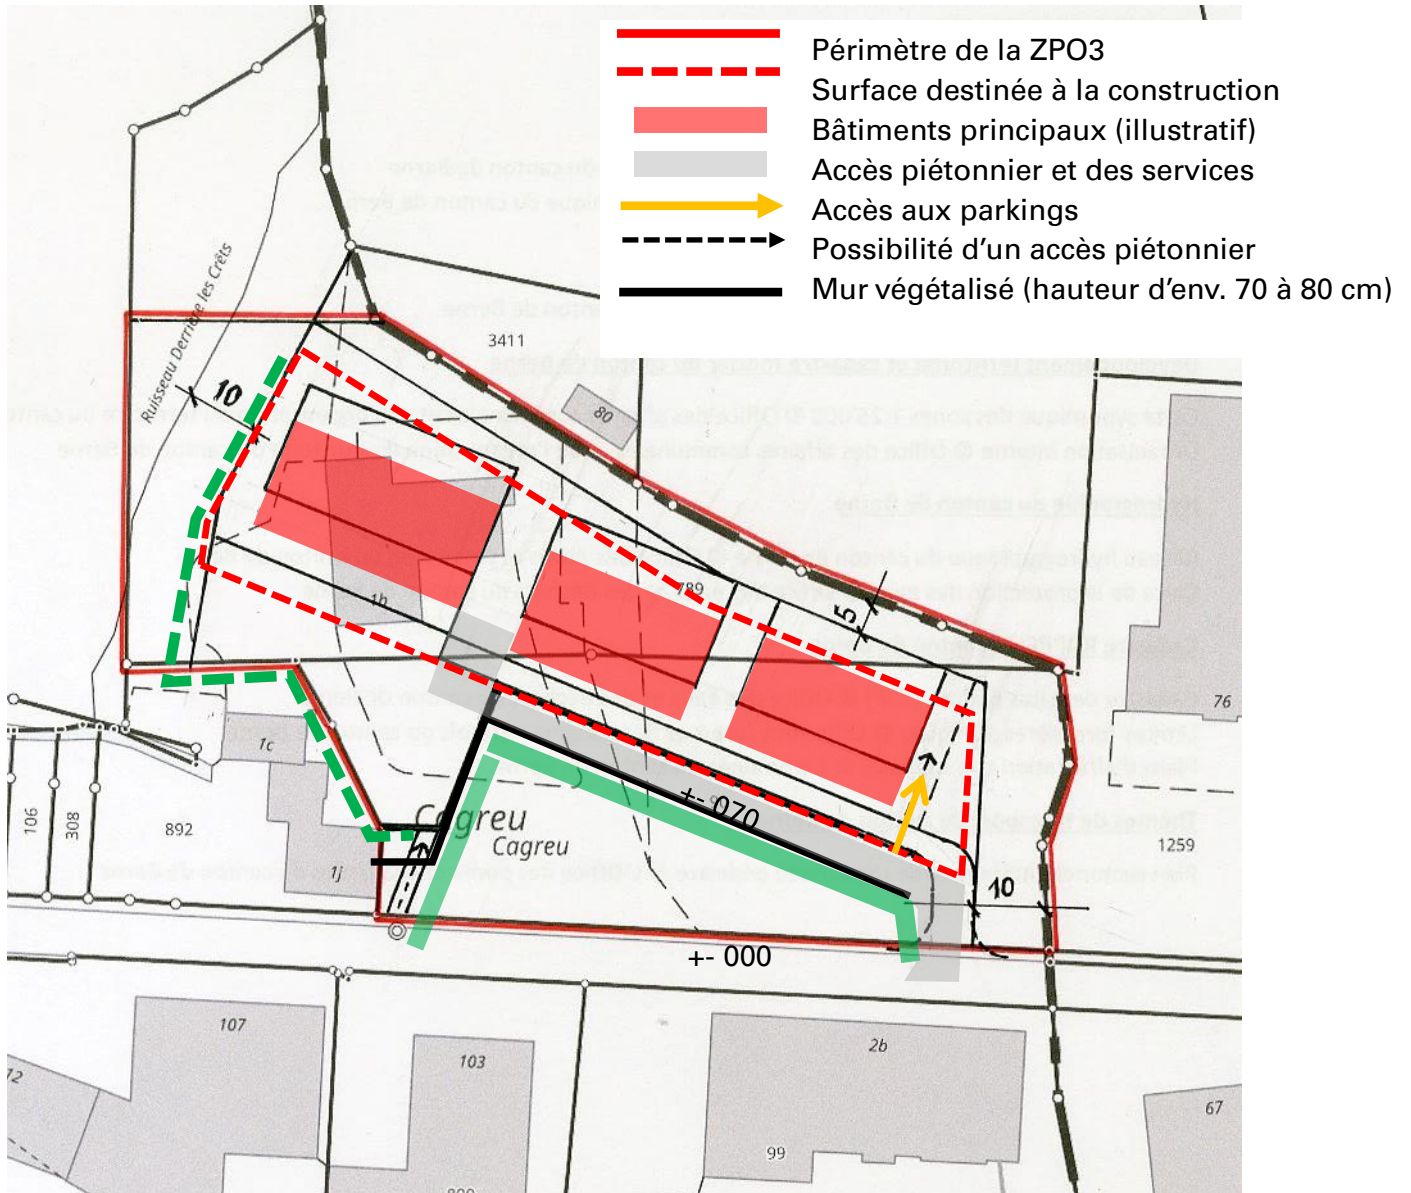 Périmètre de la ZPO3
Surface destinée à la construction
Bâtiments principaux (illustratif)
Accès piétonnier et des services
Accès aux parkings
Possibilité d'un accès piétonnier
Mur végétalisé (hauteur d'env. 70 à 80 cm)
Ruisseau Derrière les Crêts
3411
10
80
789
5
1b
76
1c
106
308
892
Cagreu
Cagreu
+- 070
1j
1259
10
+- 000
107
103
2b
72
99
67